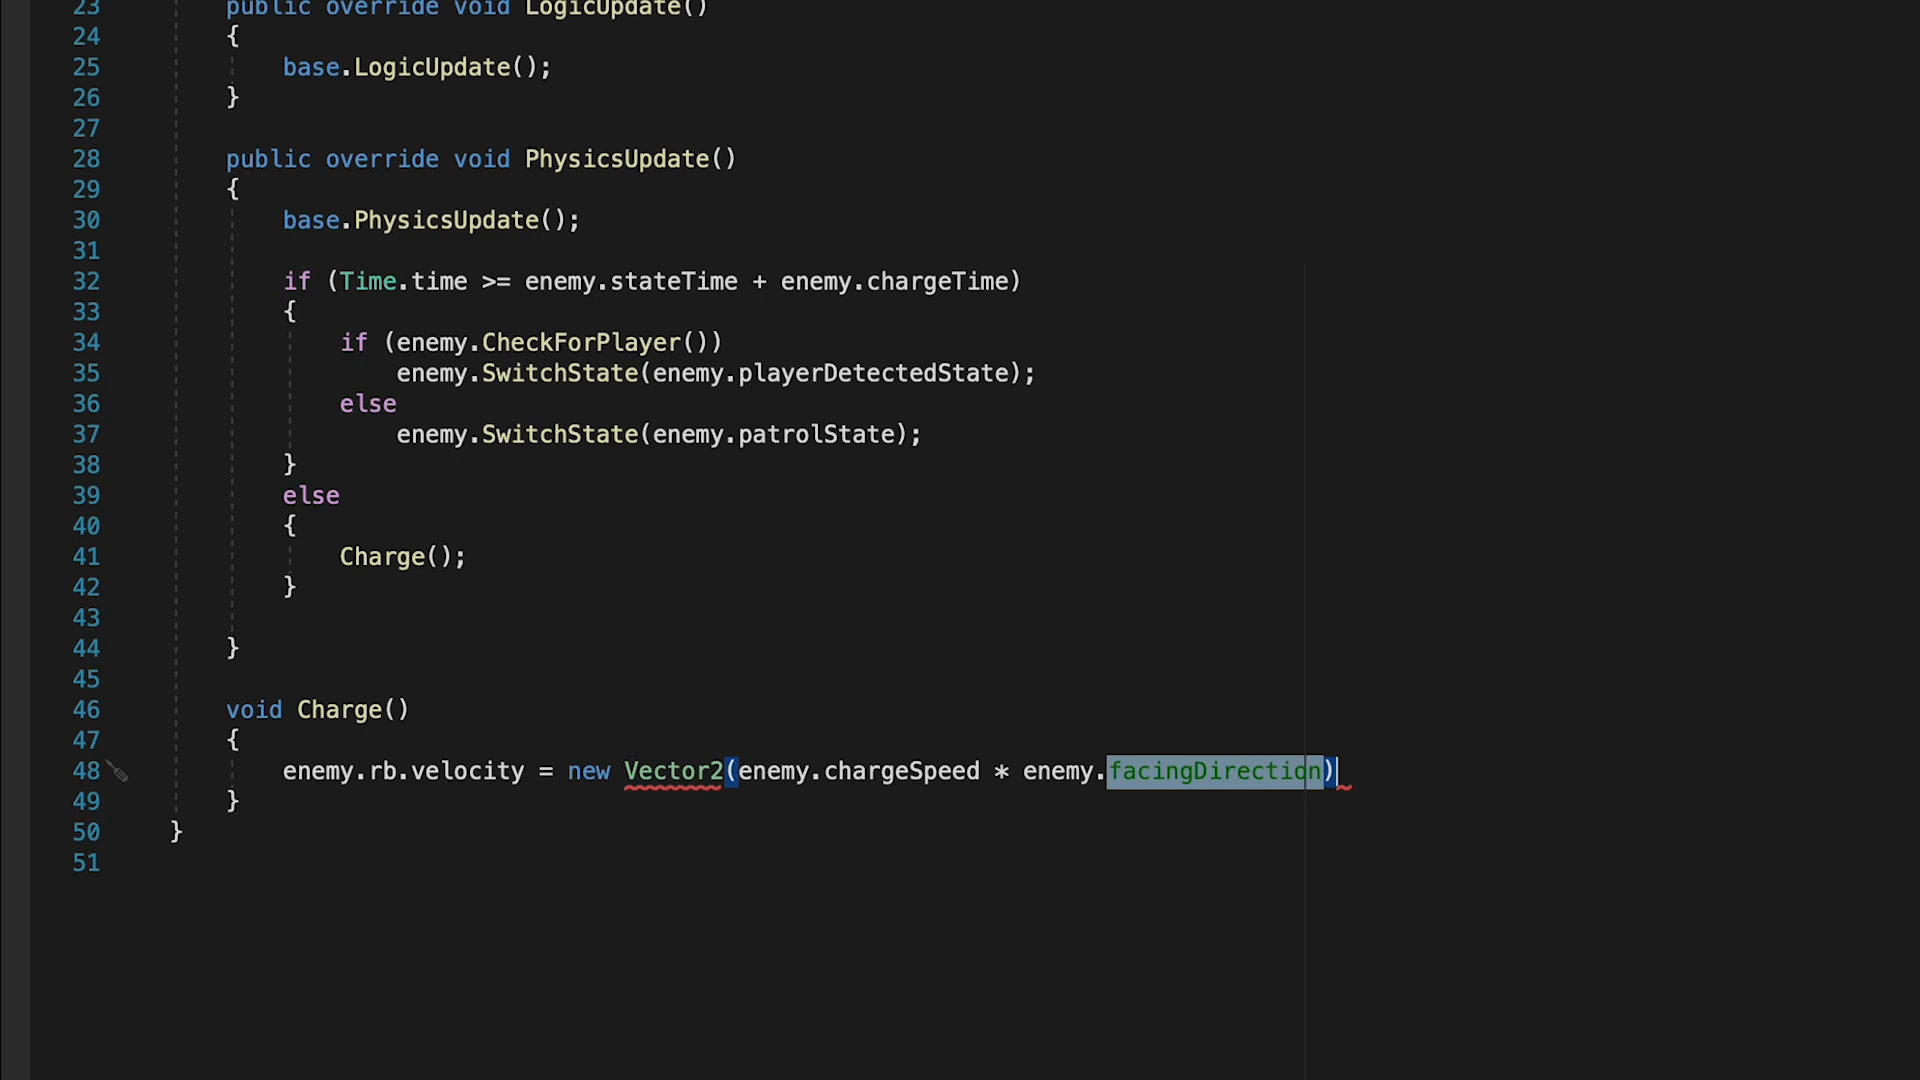 23 public override void LogicUpdate()
24 {
25 base.LogicUpdate();
26 }
27
28 public override void PhysicsUpdate()
29 {
30 base.PhysicsUpdate();
31
32 if (Time.time >= enemy.stateTime + enemy.chargeTime)
33 {
34 if (enemy.CheckForPlayer())
35 enemy.SwitchState(enemy.playerDetectedState);
36 else
37 enemy.SwitchState(enemy.patrolState);
38 }
39 else
40 {
41 Charge();
42 }
43
44 }
45
46 void Charge()
47 {
48 enemy.rb.velocity = new Vector2(enemy.chargeSpeed * enemy.facingDirection)
49 }
50 }
51